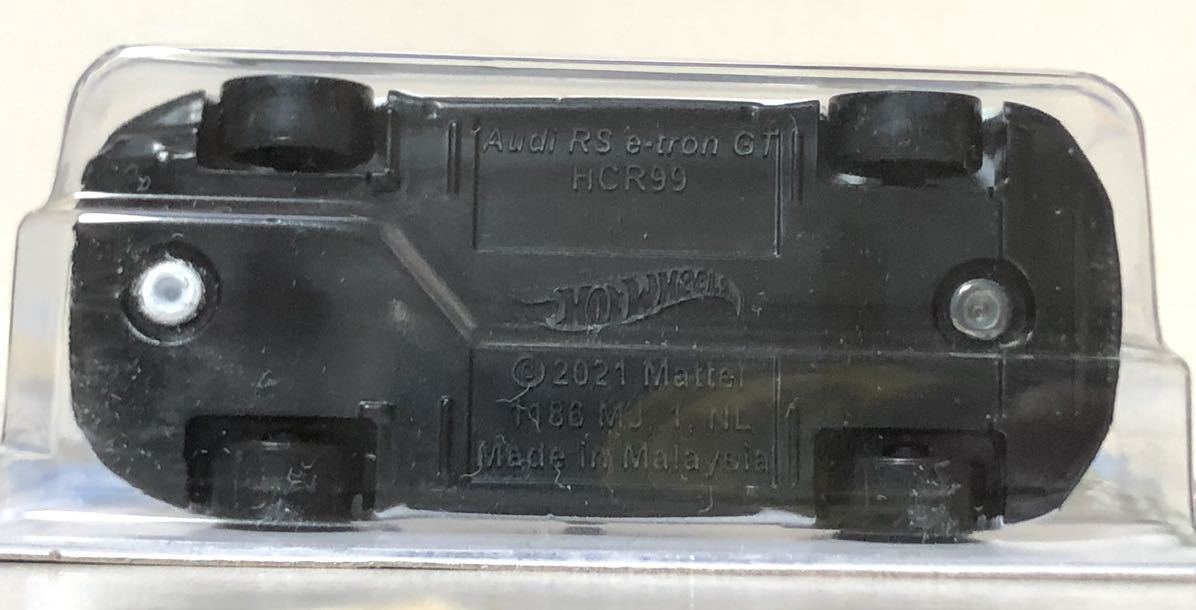 Audi RS e-tron GT
HCR99
HOT WHEELS
©2021 Mattel
1186 MJ 1, NL
Made in Malaysia